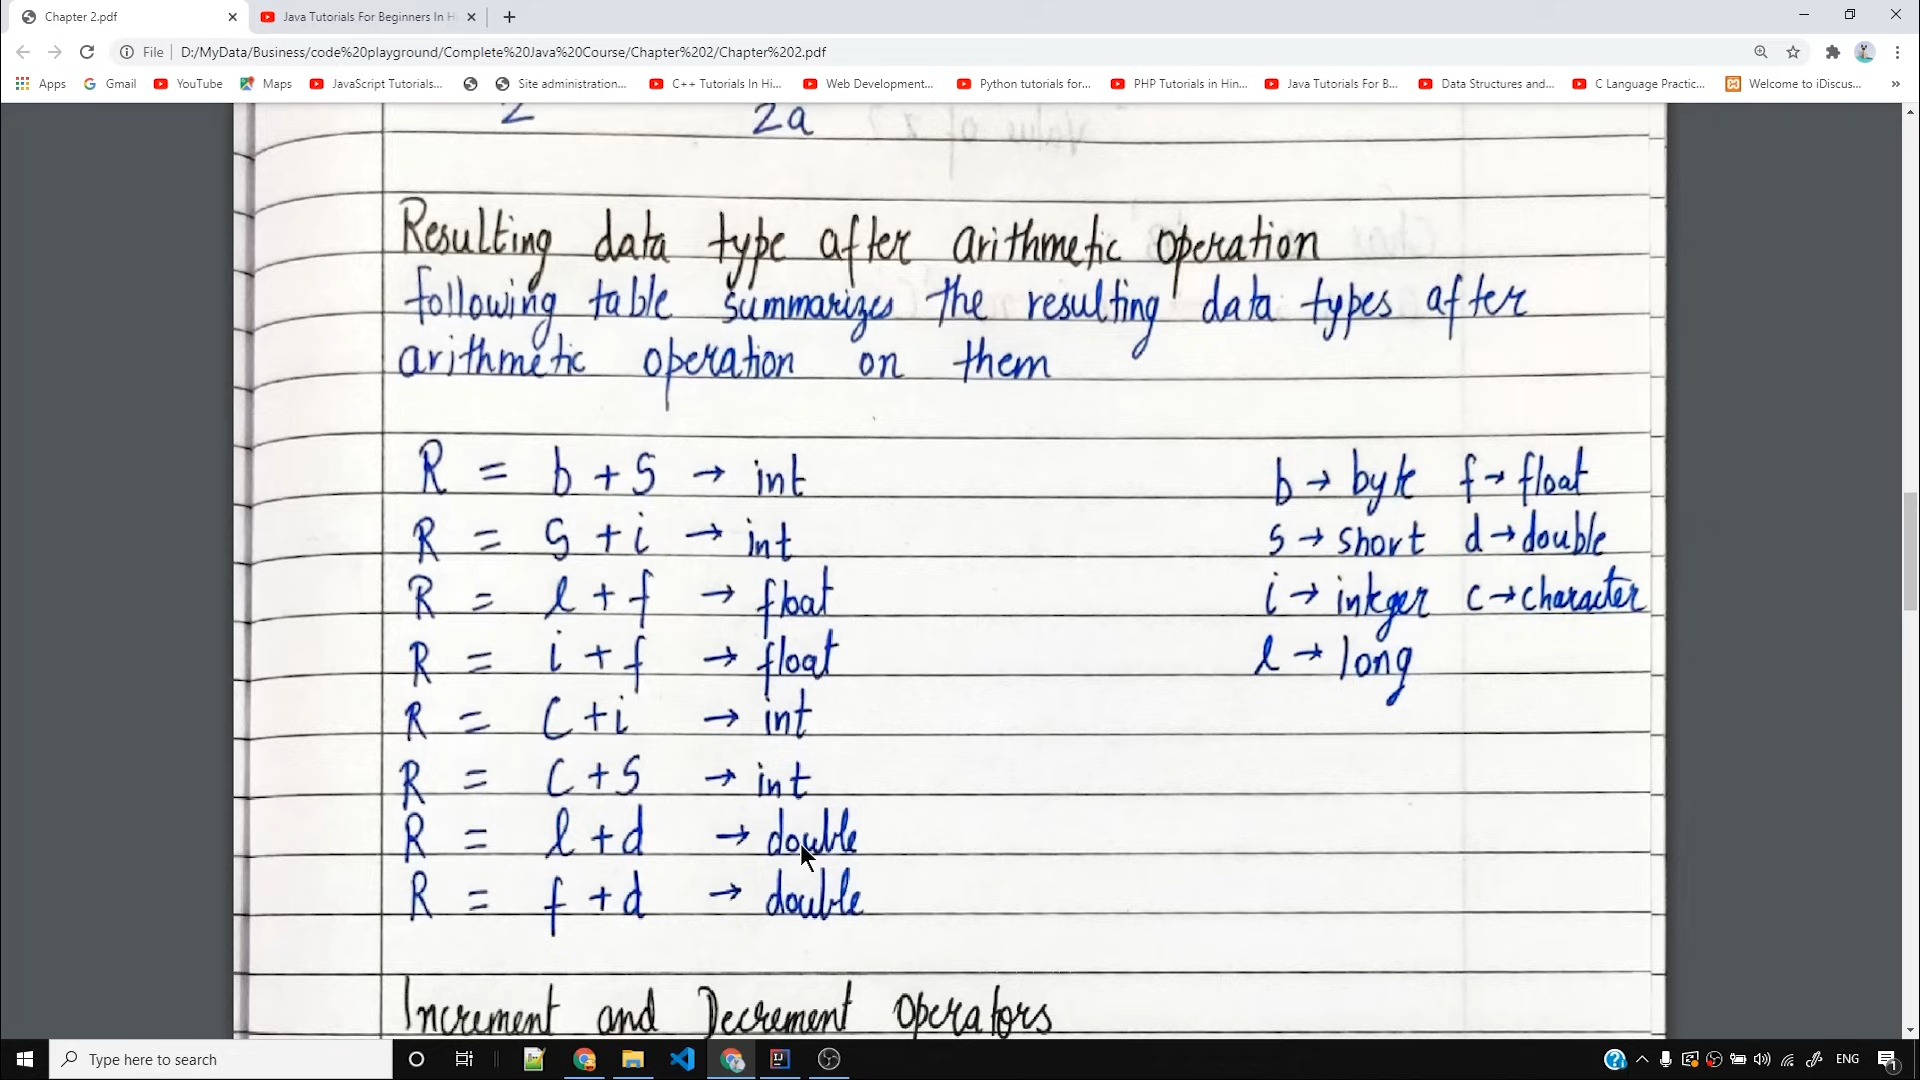 Chapter 2.pdf
Java Tutorials For Beginners In H
File D:/MyData/Business/code%20playground/Complete%20Java%20Course/Chapter%202/Chapter%202.pdf
Apps Gmail YouTube Maps JavaScript Tutorials... Site administration... C++ Tutorials In Hi... Web Development... Python tutorials for... PHP Tutorials in Hin... Java Tutorials For B... Data Structures and... C Language Practic... Welcome to iDiscus... »
2 2a
Resulting data type after arithmetic operation
following table summarizes the resulting data types after
arithmetic operation on them
R = b + S → int b → byte f → float
R = S + i → int s → short d → double
R = l + f → float i → integer c → character
R = i + f → float l → long
R = C + i → int
R = C + S → int
R = l + d → double
R = f + d → double
Increment and Decrement Operators
Type here to search ENG 1